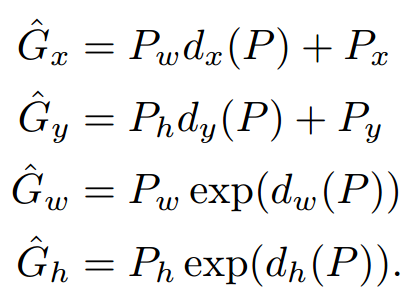 Ĝ_x = P_w d_x(P) + P_x
Ĝ_y = P_h d_y(P) + P_y
Ĝ_w = P_w exp(d_w(P))
Ĝ_h = P_h exp(d_h(P)).